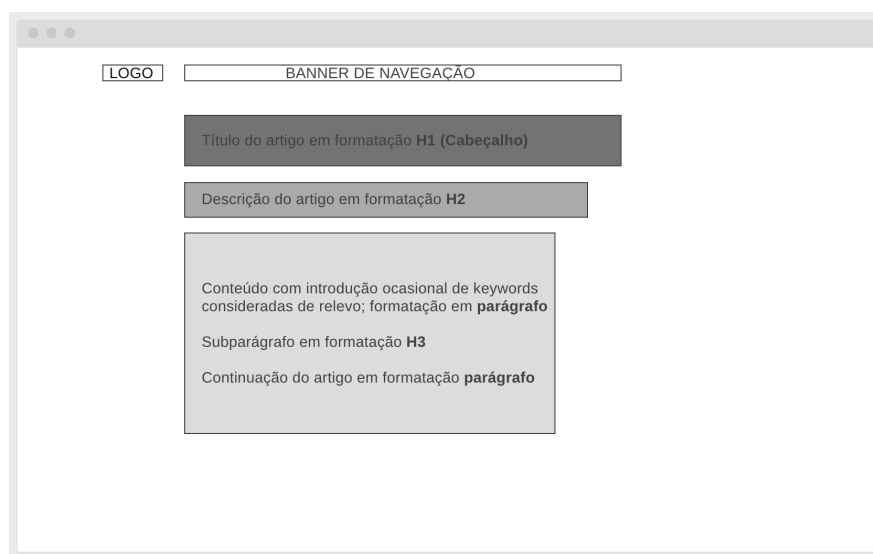 LOGO
BANNER DE NAVEGAÇÃO
Título do artigo em formatação H1 (Cabeçalho)
Descrição do artigo em formatação H2
Conteúdo com introdução ocasional de keywords
consideradas de relevo; formatação em parágrafo
Subparágrafo em formatação H3
Continuação do artigo em formatação parágrafo